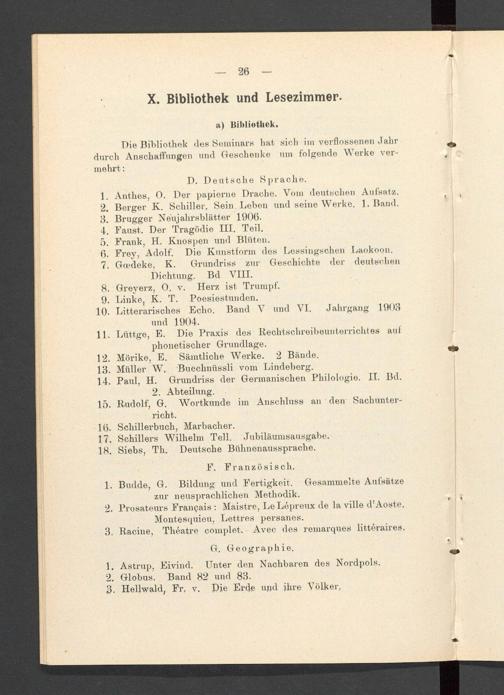 — 26 —
X. Bibliothek und Lesezimmer.
a) Bibliothek.
Die Bibliothek des Seminars hat sich im verflossenen Jahr
durch Anschaffungen und Geschenke um folgende Werke ver-
mehrt:
D. Deutsche Sprache.
1. Anthes, O. Der papierne Drache. Vom deutschen Aufsatz.
2. Berger K. Schiller. Sein Leben und seine Werke. 1. Band.
3. Brugger Neujahrsblätter 1906.
4. Faust. Der Tragödie III. Teil.
5. Frank, H. Knospen und Blüten.
6. Frey, Adolf. Die Kunstform des Lessingschen Laokoon.
7. Gœdeke, K. Grundriss zur Geschichte der deutschen
Dichtung. Bd VIII.
8. Greyerz, O. v. Herz ist Trumpf.
9. Linke, K. T. Poesiestunden.
10. Litterarisches Echo. Band V und VI. Jahrgang 1903
und 1904.
11. Lüttge, E. Die Praxis des Rechtschreibeunterrichtes auf
phonetischer Grundlage.
12. Mörike, E. Sämtliche Werke. 2 Bände.
13. Müller W. Buechnüssli vom Lindeberg.
14. Paul, H. Grundriss der Germanischen Philologie. II. Bd.
2. Abteilung.
15. Rudolf, G. Wortkunde im Anschluss an den Sachunter-
richt.
16. Schillerbuch, Marbacher.
17. Schillers Wilhelm Tell. Jubiläumsausgabe.
18. Siebs, Th. Deutsche Bühnenaussprache.
F. Französisch.
1. Budde, G. Bildung und Fertigkeit. Gesammelte Aufsätze
zur neusprachlichen Methodik.
2. Prosateurs Français: Maistre, Le Lépreux de la ville d'Aoste.
Montesquieu, Lettres persanes.
3. Racine, Théatre complet. Avec des remarques littéraires.
G. Geographie.
1. Astrup, Eivind. Unter den Nachbaren des Nordpols.
2. Globus. Band 82 und 83.
3. Hellwald, Fr. v. Die Erde und ihre Völker.